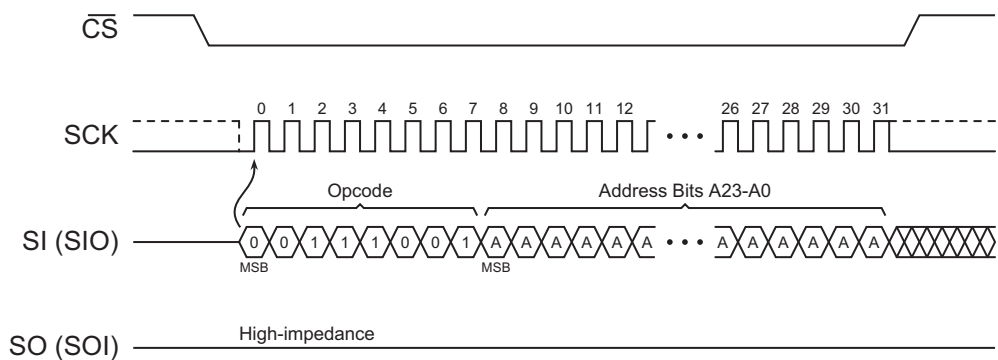 CS
0 1 2 3 4 5 6 7 8 9 10 11 12 26 27 28 29 30 31
SCK
Opcode Address Bits A23-A0
SI (SIO) 0 0 1 1 1 0 0 1 A A A A A A A A A A A A
MSB MSB
High-impedance
SO (SOI)